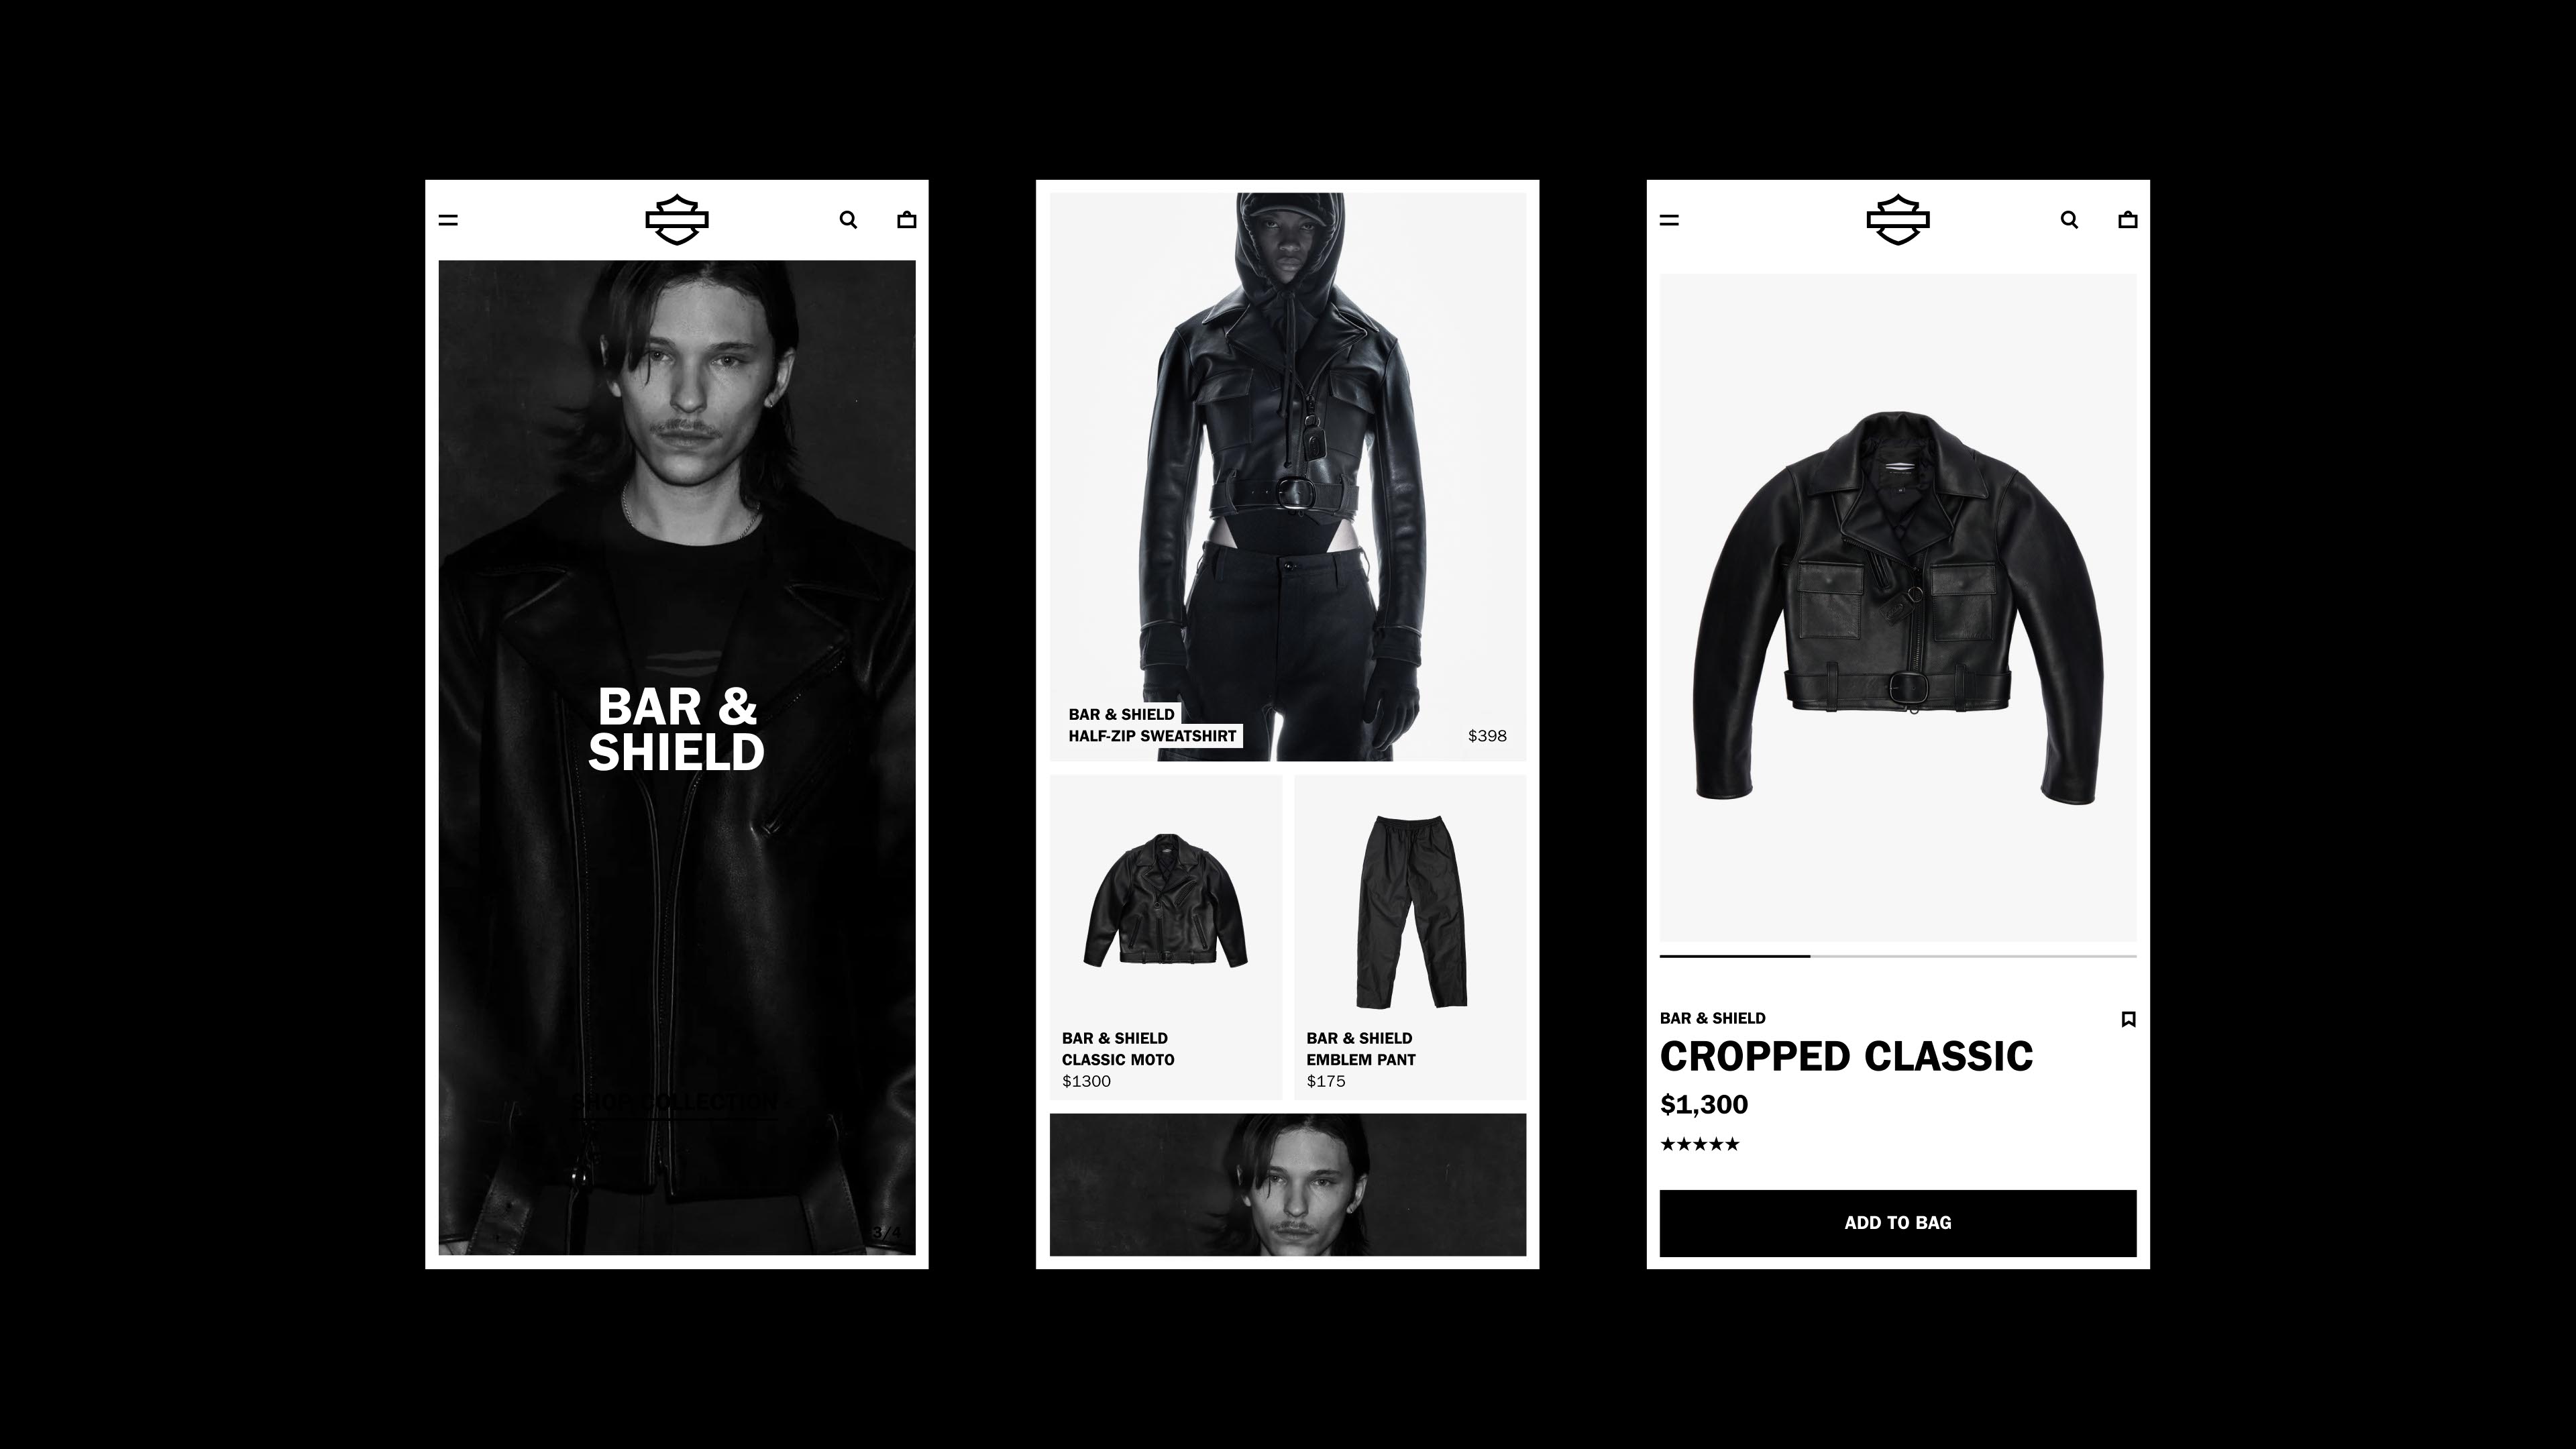 BAR &
SHIELD
SHOP COLLECTION
3/4
BAR & SHIELD
HALF-ZIP SWEATSHIRT
$398
BAR & SHIELD
CLASSIC MOTO
$1300
BAR & SHIELD
EMBLEM PANT
$175
BAR & SHIELD
CROPPED CLASSIC
$1,300
★★★★★
ADD TO BAG